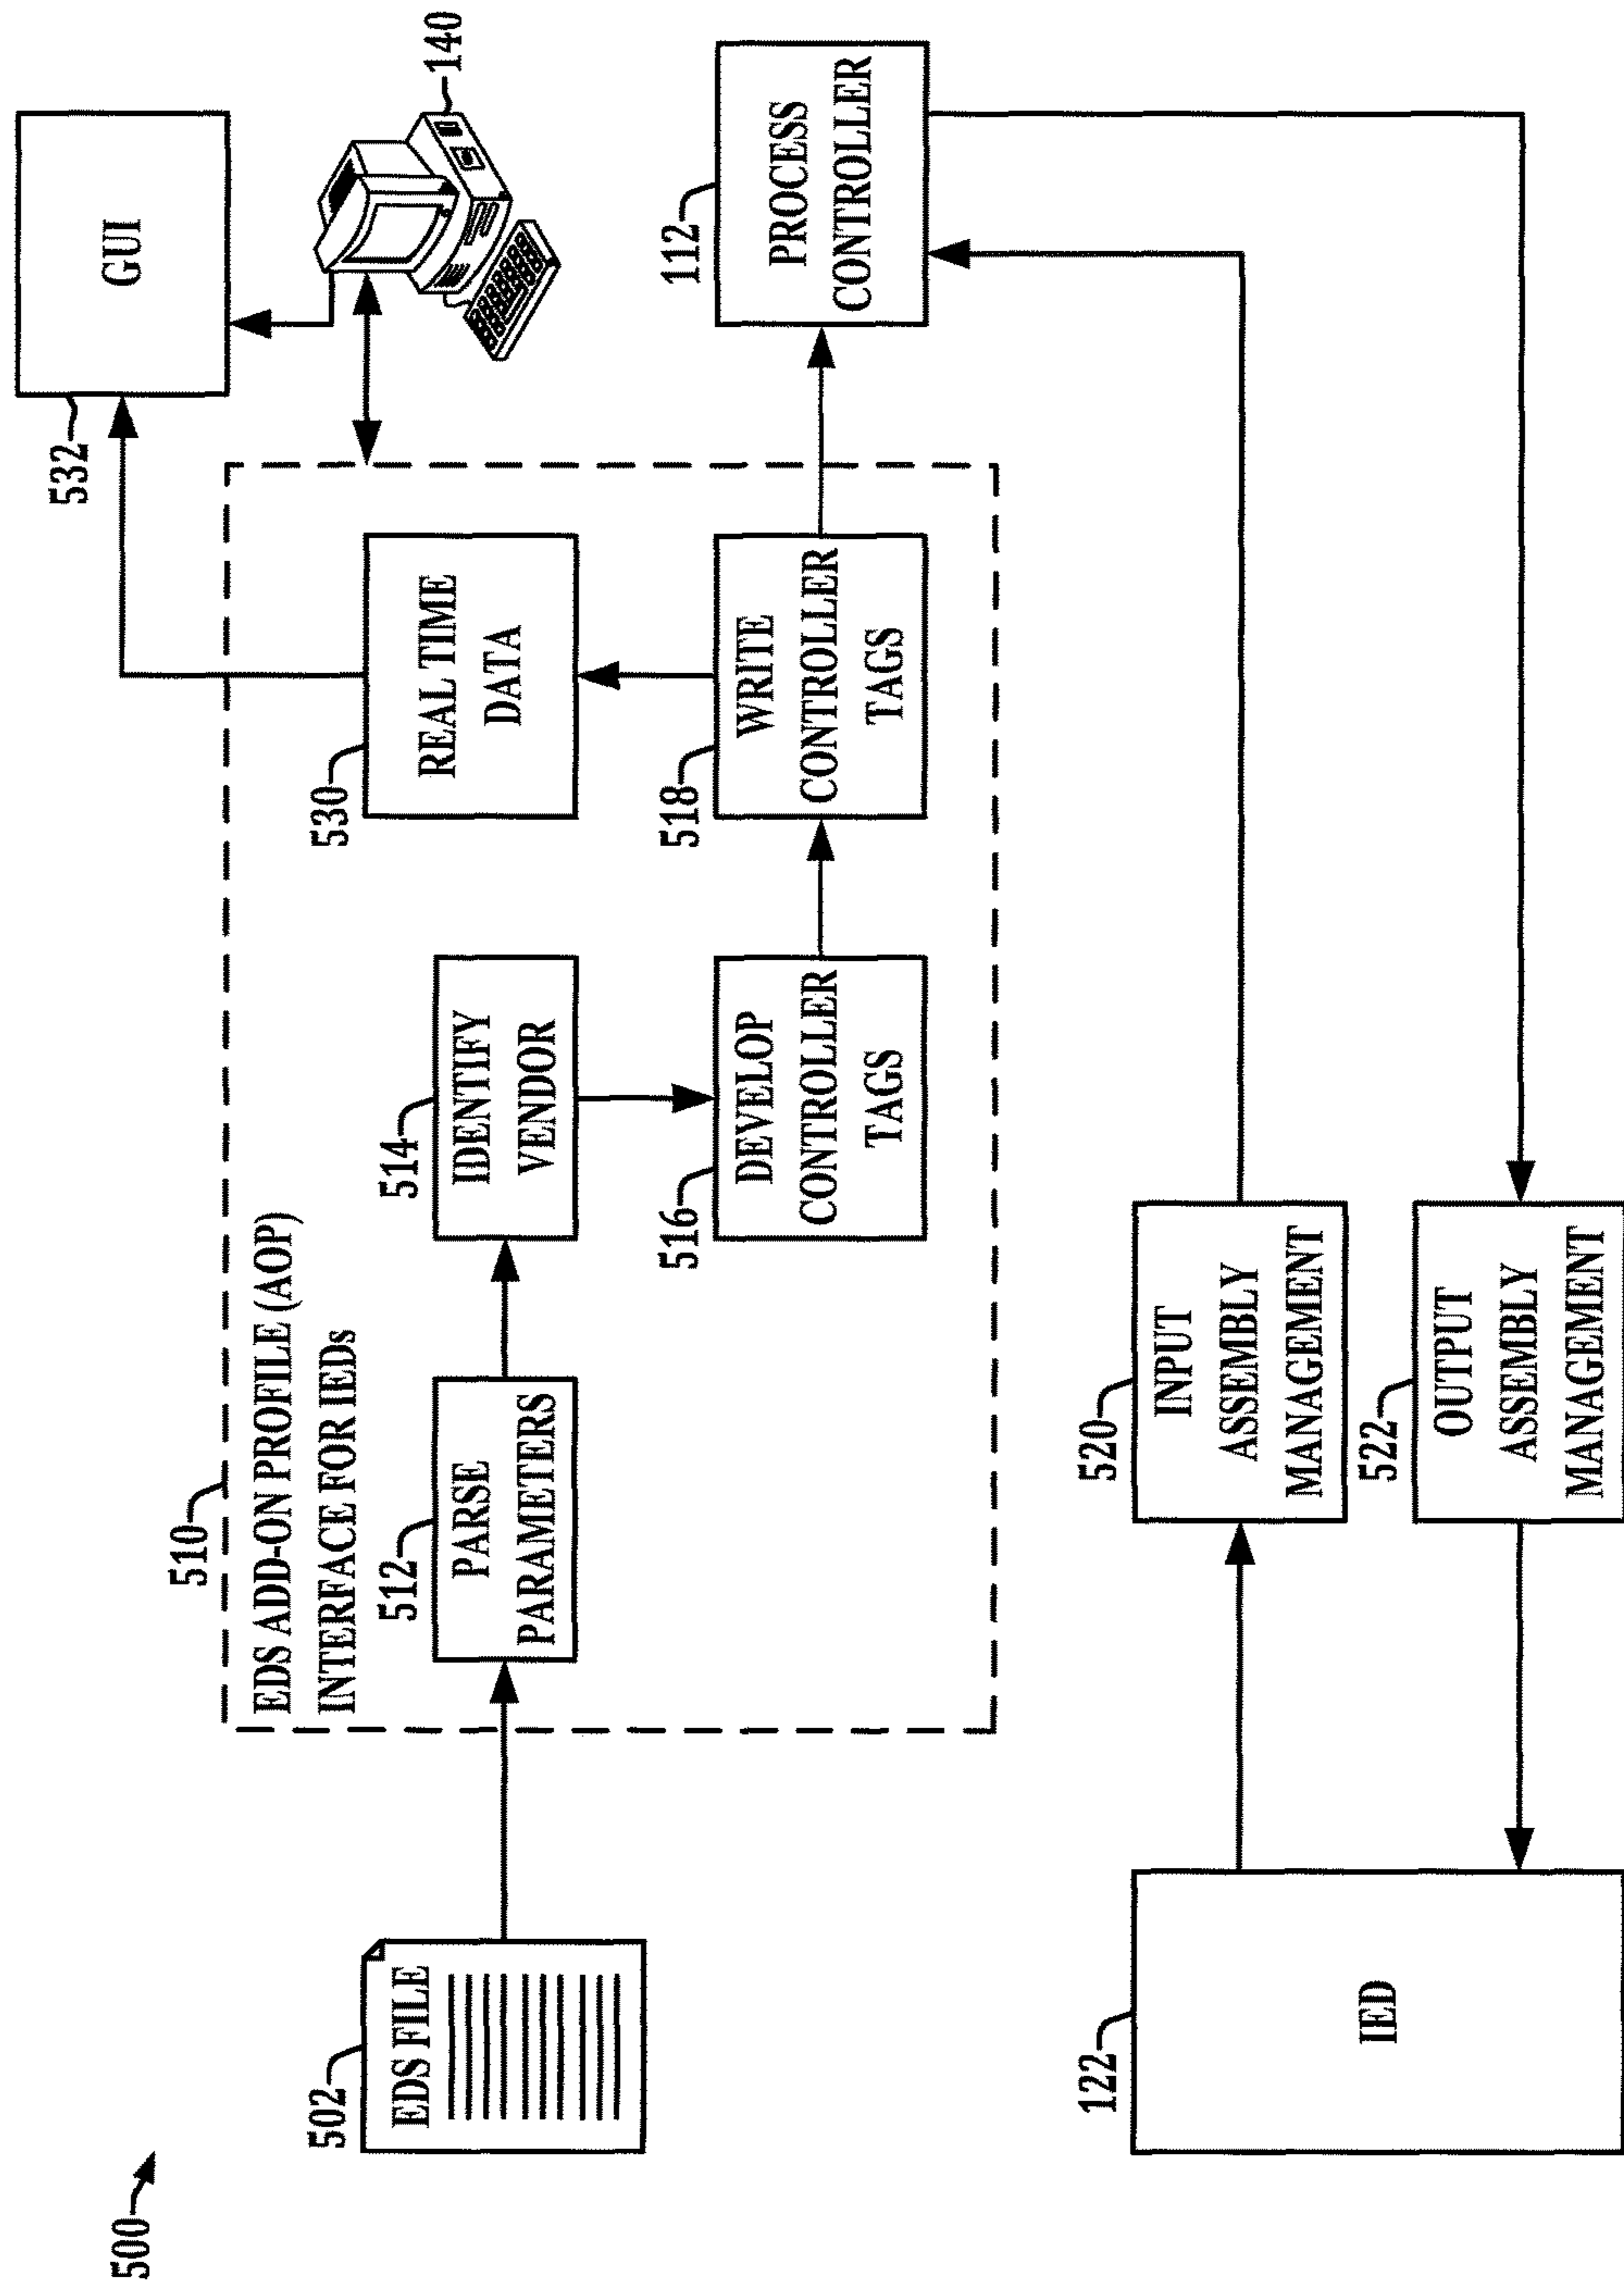 500
502
EDS FILE
510
EDS ADD-ON PROFILE (AOP)
INTERFACE FOR IEDs
512
PARSE
PARAMETERS
514
IDENTIFY
VENDOR
516
DEVELOP
CONTROLLER
TAGS
518
WRITE
CONTROLLER
TAGS
530
REAL TIME
DATA
532
GUI
140
112
PROCESS
CONTROLLER
122
IED
520
INPUT
ASSEMBLY
MANAGEMENT
522
OUTPUT
ASSEMBLY
MANAGEMENT